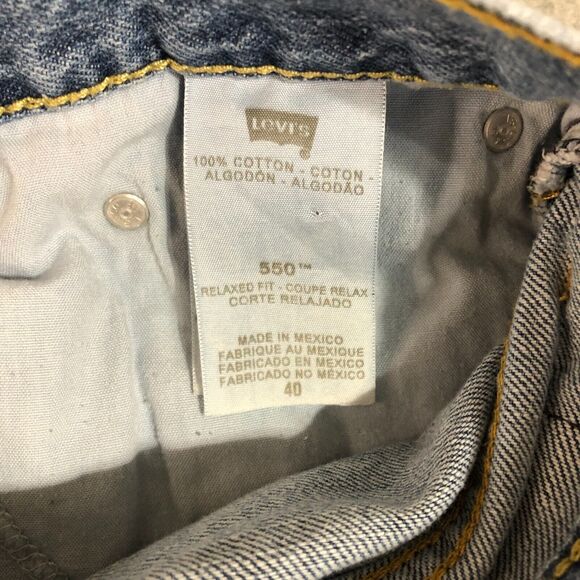 Levi's
100% COTTON - COTON -
ALGODÓN - ALGODÃO
550™
RELAXED FIT - COUPE RELAX
CORTE RELAJADO
MADE IN MEXICO
FABRIQUE AU MEXIQUE
FABRICADO EN MÉXICO
FABRICADO NO MÉXICO
40